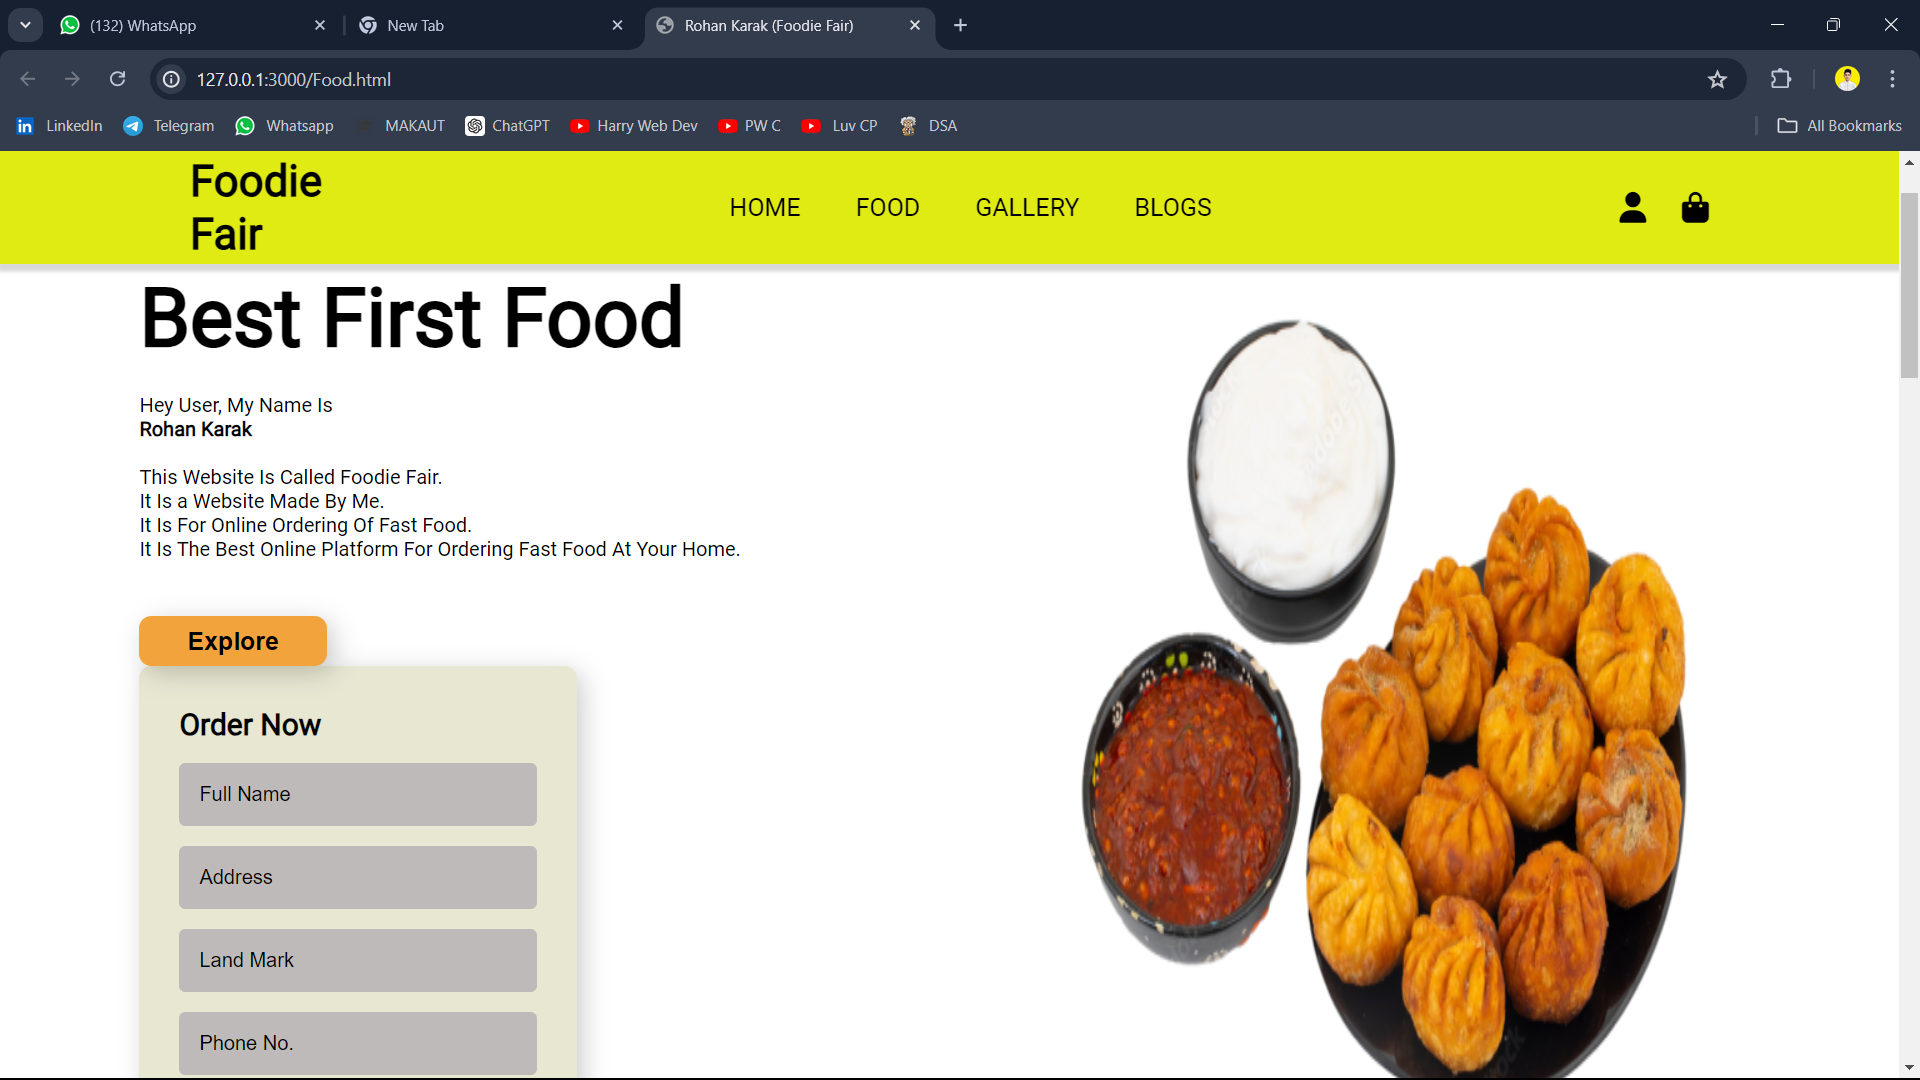 (132) WhatsApp
New Tab
Rohan Karak (Foodie Fair)
127.0.0.1:3000/Food.html
LinkedIn
Telegram
Whatsapp
MAKAUT
ChatGPT
Harry Web Dev
PW C
Luv CP
DSA
All Bookmarks
Foodie
Fair
HOME
FOOD
GALLERY
BLOGS
Best First Food
Hey User, My Name Is
Rohan Karak
This Website Is Called Foodie Fair.
It Is a Website Made By Me.
It Is For Online Ordering Of Fast Food.
It Is The Best Online Platform For Ordering Fast Food At Your Home.
Explore
Order Now
Full Name
Address
Land Mark
Phone No.